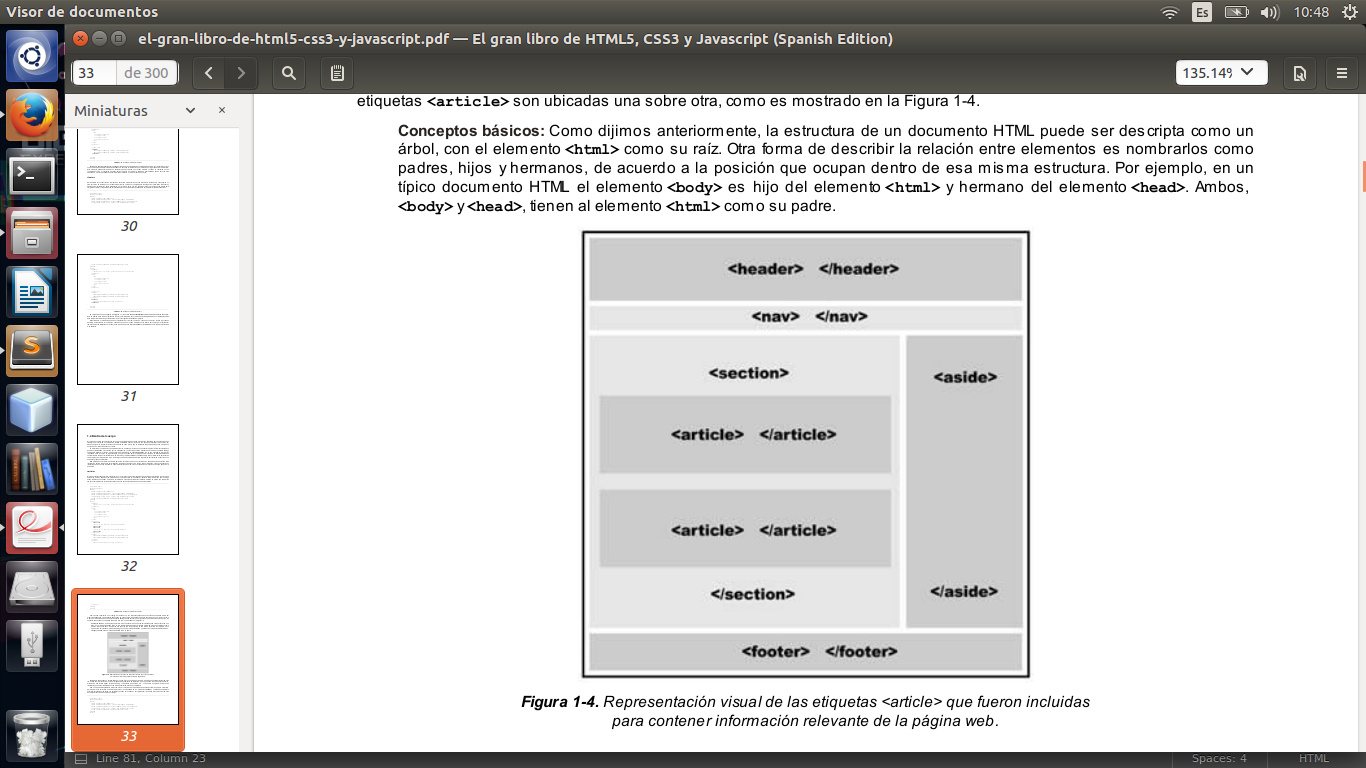 Visor de documentos
Es
10:48
el-gran-libro-de-html5-css3-y-javascript.pdf — El gran libro de HTML5, CSS3 y Javascript (Spanish Edition)
33 de 300
135.14%
Miniaturas
30
31
32
33
etiquetas <article> son ubicadas una sobre otra, como es mostrado en la Figura 1-4.
Conceptos básicos: Como dijimos anteriormente, la estructura de un documento HTML puede ser descripta como un
árbol, con el elemento <html> como su raíz. Otra forma de describir la relación entre elementos es nombrarlos como
padres, hijos y hermanos, de acuerdo a la posición que ocupan dentro de esa misma estructura. Por ejemplo, en un
típico documento HTML el elemento <body> es hijo del elemento <html> y hermano del elemento <head>. Ambos,
<body> y <head>, tienen al elemento <html> como su padre.
<header> </header>
<nav> </nav>
<section>
<aside>
<article> </article>
<article> </article>
</section>
</aside>
<footer> </footer>
Figura 1-4. Representación visual de las etiquetas <article> que fueron incluidas
para contener información relevante de la página web.
Line 81, Column 23
Spaces: 4
HTML